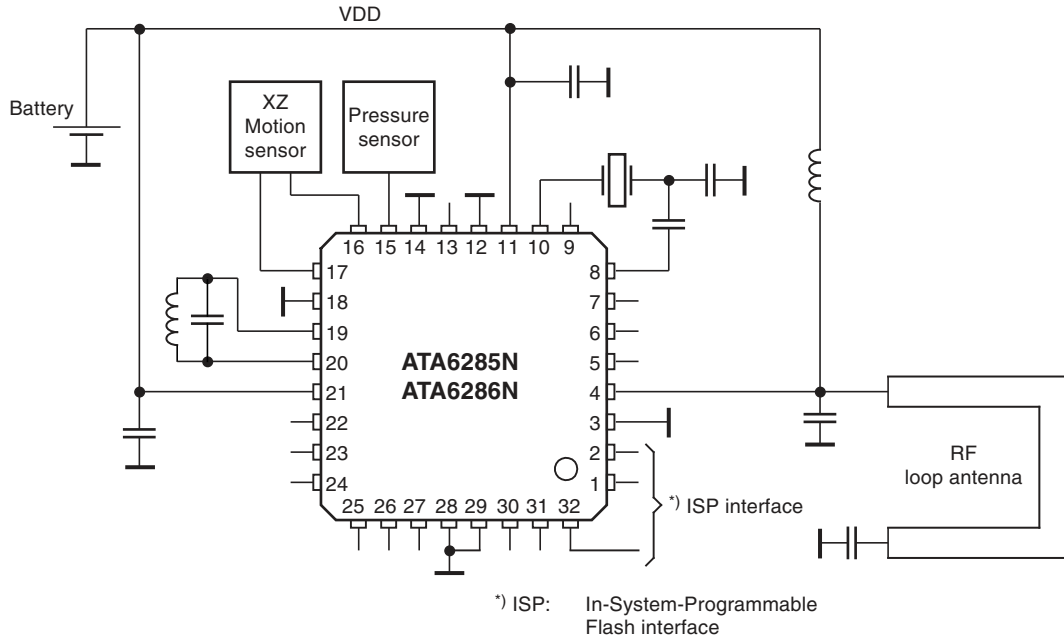 VDD
Battery
XZ
Motion
sensor
Pressure
sensor
16 15 14 13 12 11 10 9
17
18
19
20
21
22
23
24
8
7
6
5
4
3
2
1
ATA6285N
ATA6286N
25 26 27 28 29 30 31 32
RF
loop antenna
*) ISP interface
*) ISP: In-System-Programmable
Flash interface